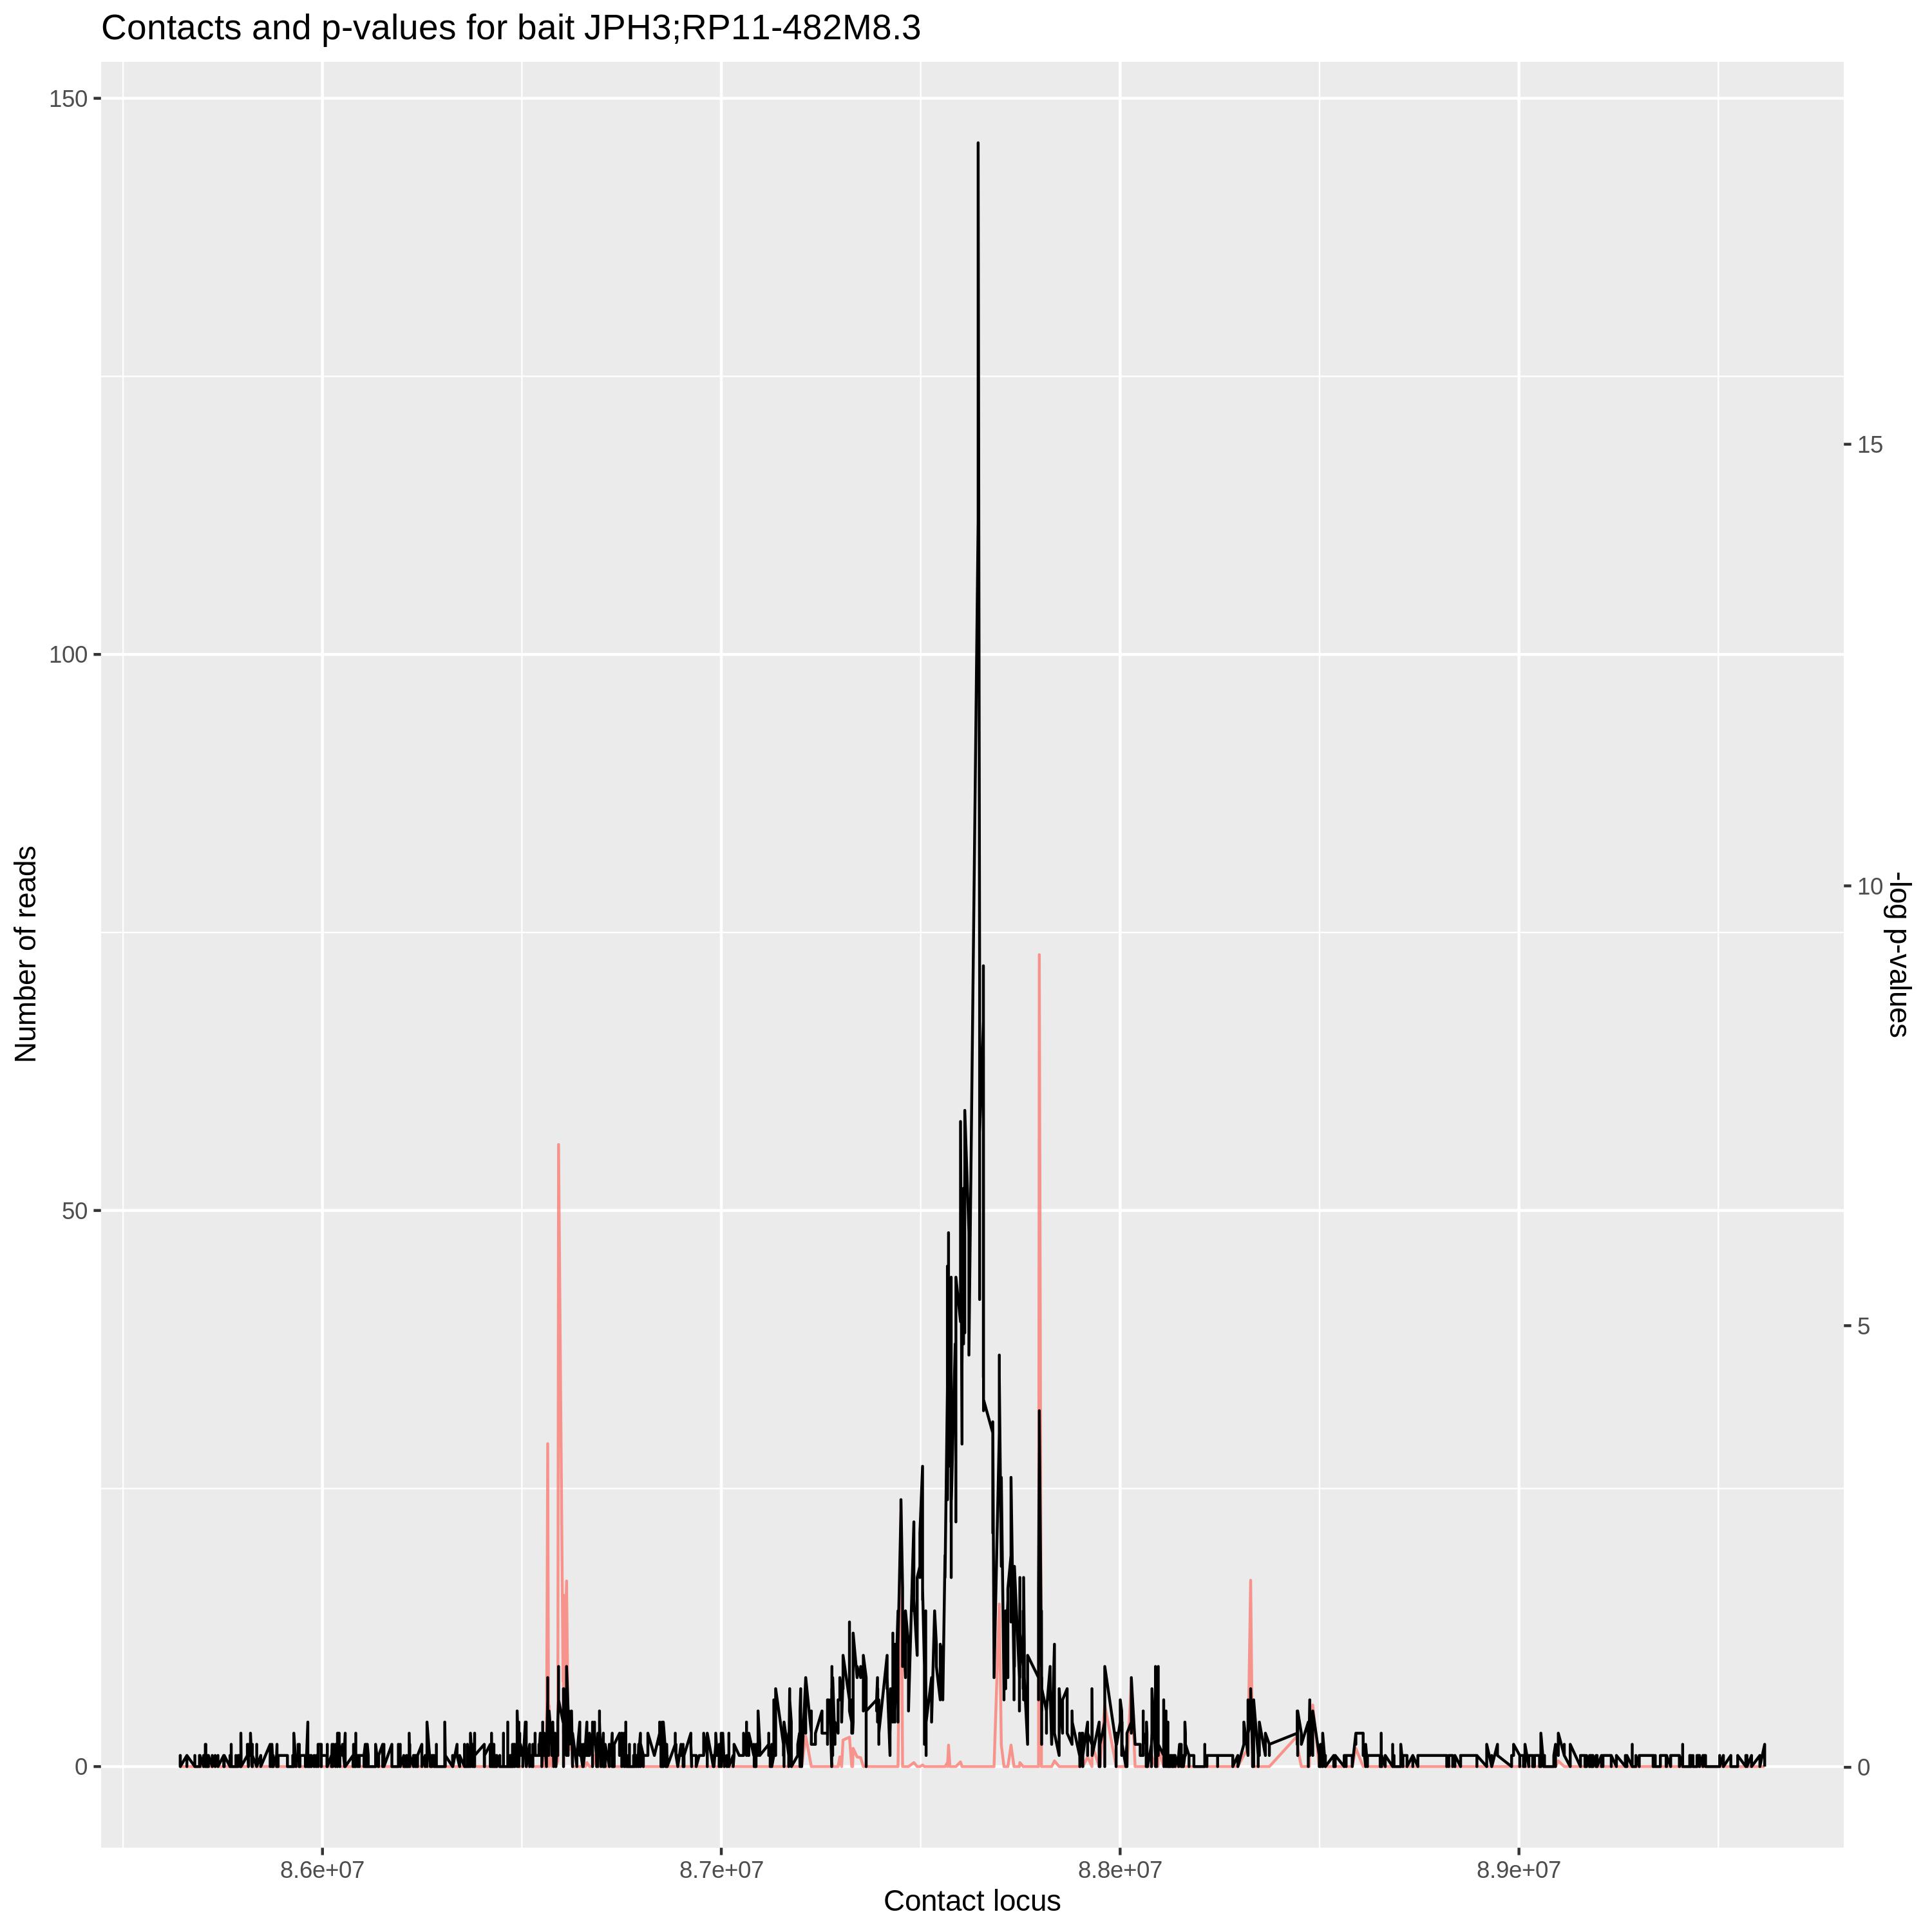 Contacts and p-values for bait JPH3;RP11-482M8.3
150
100
50
0
Number of reads
15
10
5
0
-log p-values
8.6e+07
8.7e+07
8.8e+07
8.9e+07
Contact locus